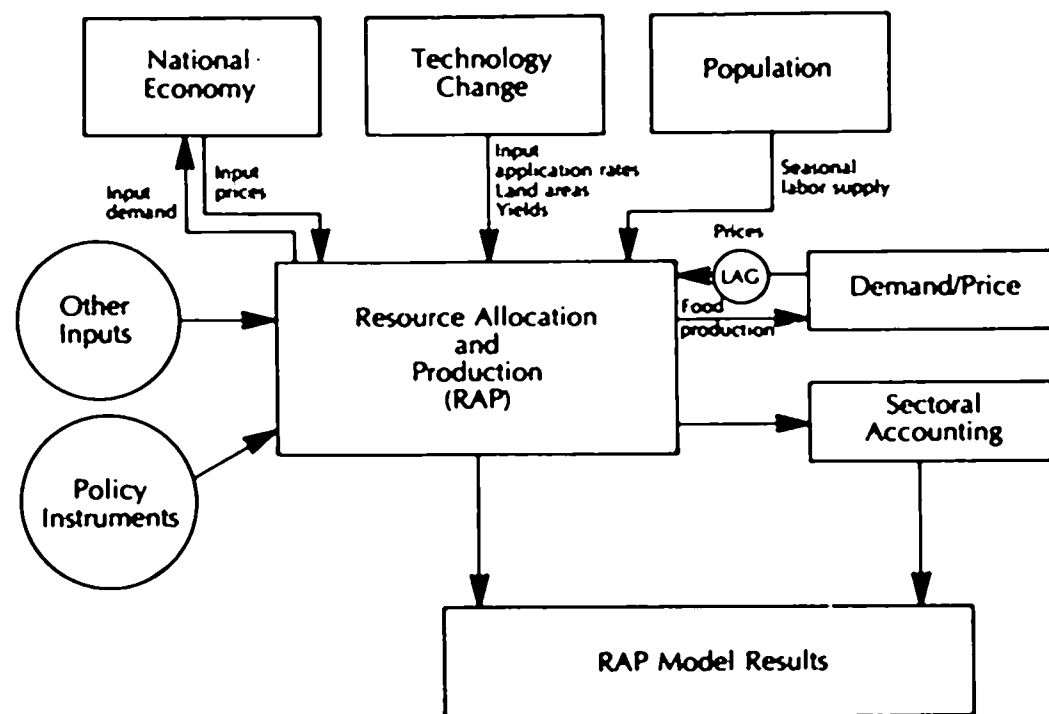 National
Economy
Technology
Change
Population
Input
demand
Input
prices
Input
application rates
Land areas
Yields
Seasonal
labor supply
Prices
LAG
Food
production
Demand/Price
Other
Inputs
Resource Allocation
and
Production
(RAP)
Sectoral
Accounting
Policy
Instruments
RAP Model Results